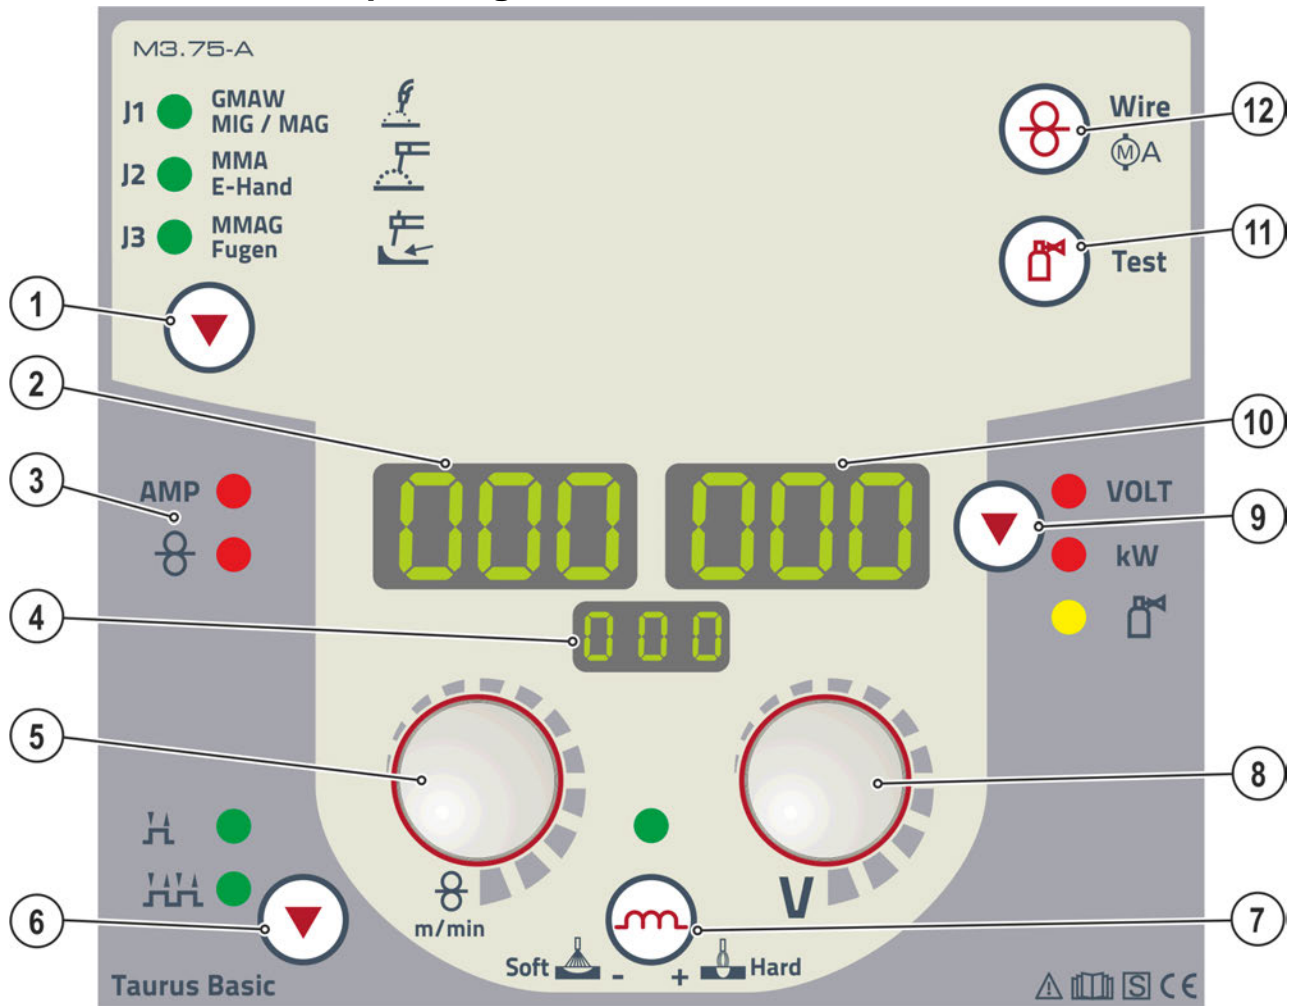 M3.75-A
J1 GMAW
MIG / MAG
J2 MMA
E-Hand
J3 MMAG
Fugen
Wire
M A
Test
12
11
1
2
3
4
5
6
10
9
8
7
AMP
000
000
VOLT
kW
000
m/min
V
Soft - + Hard
Taurus Basic
S CE